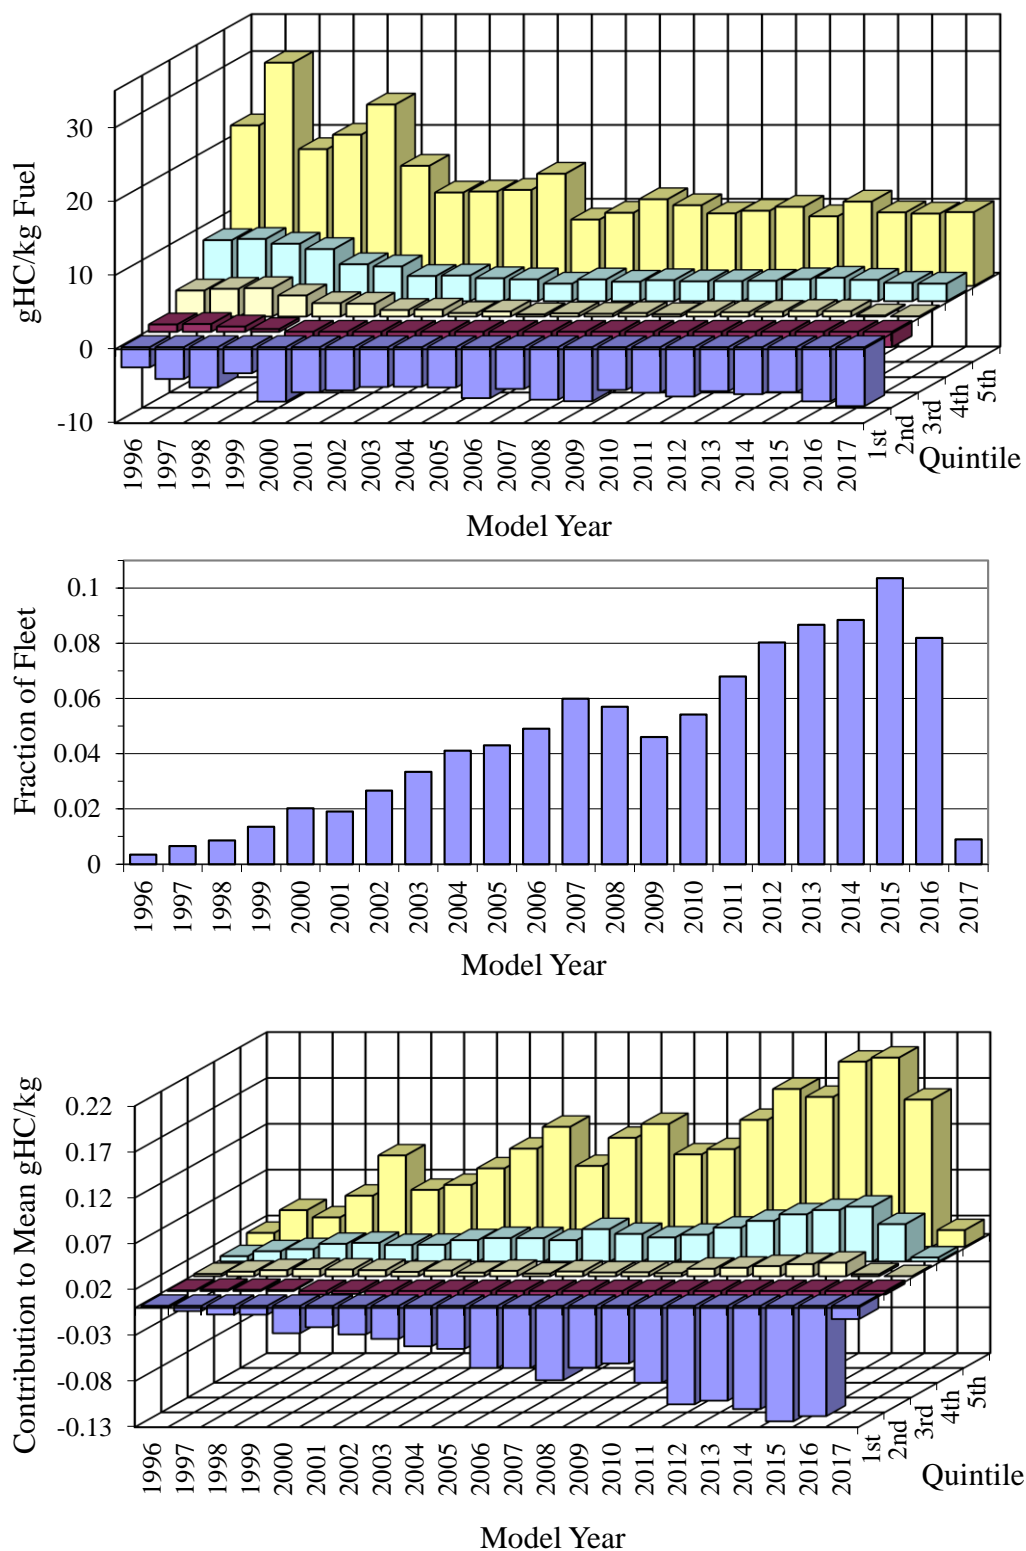 gHC/kg Fuel
30
20
10
0
-10
1996 1997 1998 1999 2000 2001 2002 2003 2004 2005 2006 2007 2008 2009 2010 2011 2012 2013 2014 2015 2016 2017
1st 2nd 3rd 4th 5th
Quintile
Model Year
Fraction of Fleet
0.1
0.08
0.06
0.04
0.02
0
1996 1997 1998 1999 2000 2001 2002 2003 2004 2005 2006 2007 2008 2009 2010 2011 2012 2013 2014 2015 2016 2017
Model Year
Contribution to Mean gHC/kg
0.22
0.17
0.12
0.07
0.02
-0.03
-0.08
-0.13
1996 1997 1998 1999 2000 2001 2002 2003 2004 2005 2006 2007 2008 2009 2010 2011 2012 2013 2014 2015 2016 2017
1st 2nd 3rd 4th 5th
Quintile
Model Year